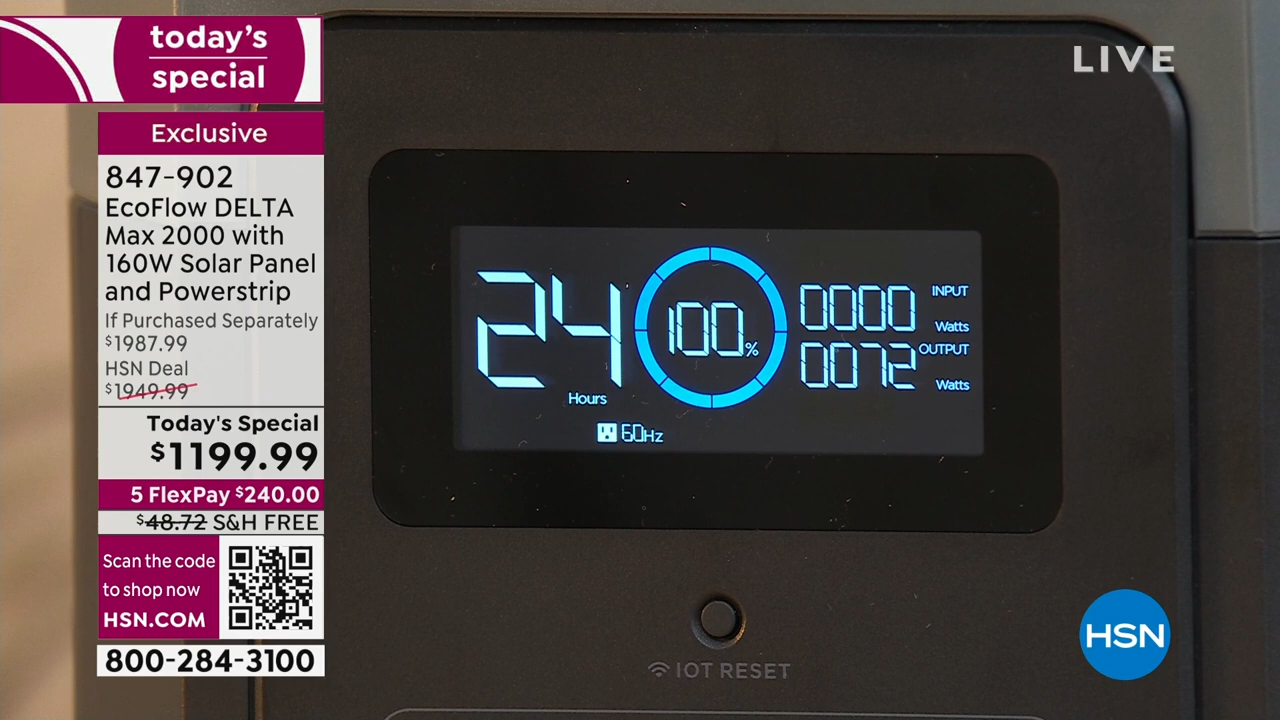 today's
special
LIVE
Exclusive
847-902
EcoFlow DELTA
Max 2000 with
160W Solar Panel
and Powerstrip
If Purchased Separately
$1987.99
HSN Deal
$1949.99
Today's Special
$1199.99
5 FlexPay $240.00
$48.72 S&H FREE
Scan the code
to shop now
HSN.COM
800-284-3100
24
Hours
100%
0000 INPUT
Watts
0072 OUTPUT
Watts
60Hz
IOT RESET
HSN